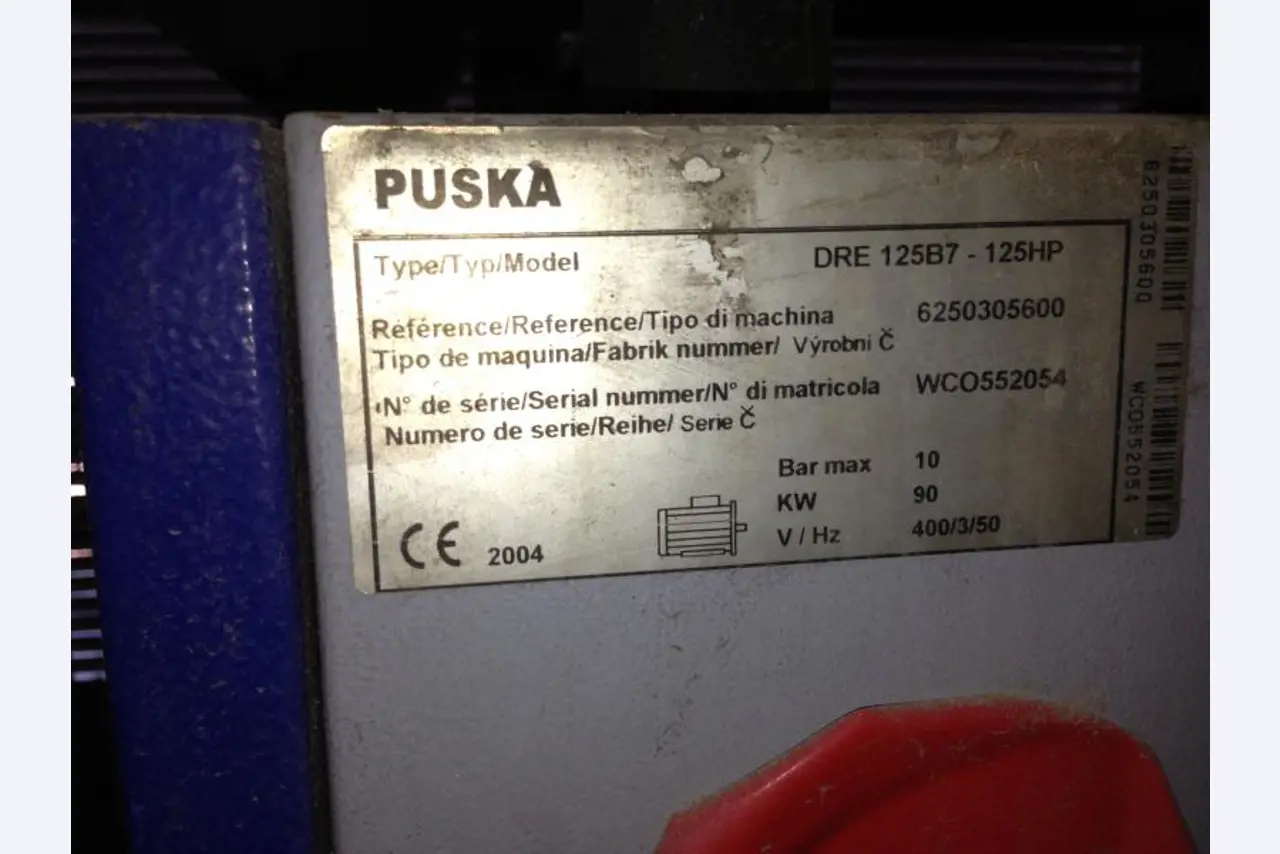 PUSKA
Type/Typ/Model DRE 125B7 - 125HP
Référence/Reference/Tipo di machina 6250305600
Tipo de maquina/Fabrik nummer/ Výrobni Č
N° de série/Serial nummer/N° di matricola WCO552054
Numero de serie/Reihe/ Serie Č
Bar max 10
KW 90
V / Hz 400/3/50
CE 2004
6250305600
WCO552054